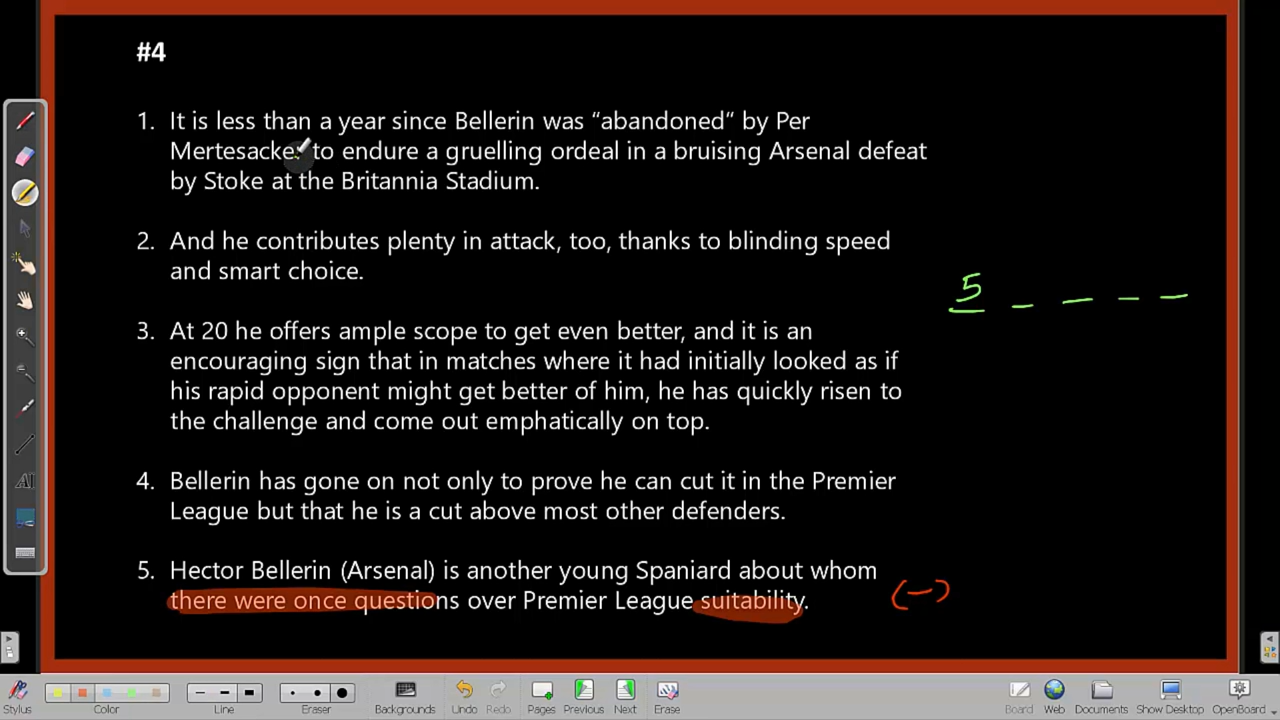 #4
1. It is less than a year since Bellerin was “abandoned“ by Per
Mertesacker to endure a gruelling ordeal in a bruising Arsenal defeat
by Stoke at the Britannia Stadium.
2. And he contributes plenty in attack, too, thanks to blinding speed
and smart choice.
5 _ _ _ _
3. At 20 he offers ample scope to get even better, and it is an
encouraging sign that in matches where it had initially looked as if
his rapid opponent might get better of him, he has quickly risen to
the challenge and come out emphatically on top.
4. Bellerin has gone on not only to prove he can cut it in the Premier
League but that he is a cut above most other defenders.
5. Hector Bellerin (Arsenal) is another young Spaniard about whom
there were once questions over Premier League suitability.
(-)
AI
Stylus
Color
Line
Eraser
Backgrounds
Undo
Redo
Pages
Previous
Next
Erase
Board
Web
Documents
Show Desktop
OpenBoard